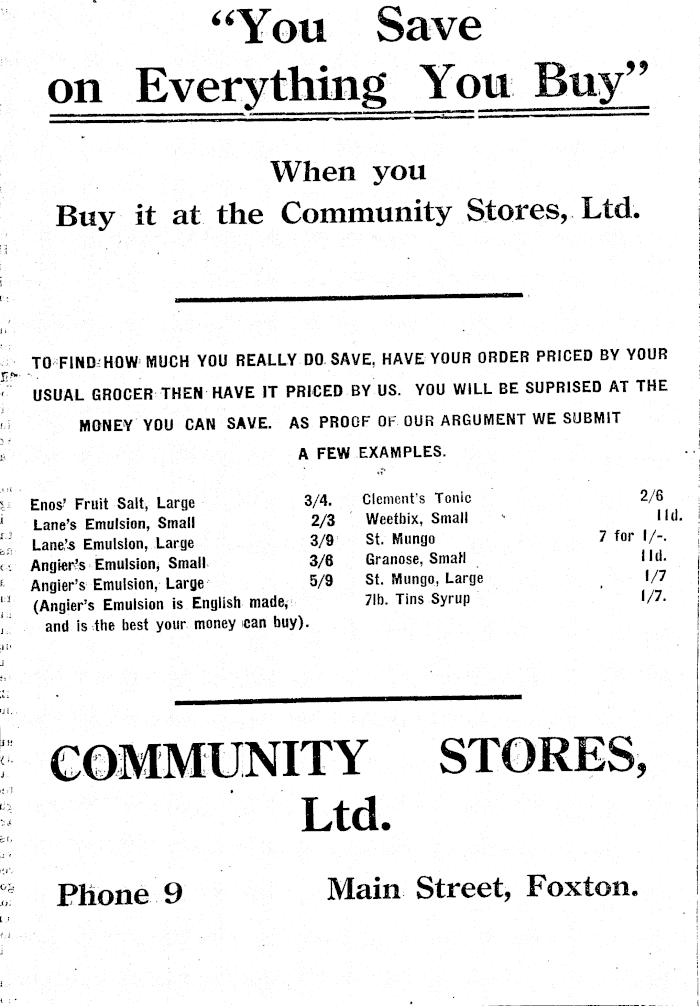 “You Save
on Everything You Buy”
When you
Buy it at the Community Stores, Ltd.
TO FIND HOW MUCH YOU REALLY DO SAVE, HAVE YOUR ORDER PRICED BY YOUR
USUAL GROCER THEN HAVE IT PRICED BY US. YOU WILL BE SUPRISED AT THE
MONEY YOU CAN SAVE. AS PROOF OF OUR ARGUMENT WE SUBMIT
A FEW EXAMPLES.
Enos' Fruit Salt, Large 3/4.
Lane's Emulsion, Small 2/3
Lane's Emulsion, Large 3/9
Angier's Emulsion, Small 3/6
Angier's Emulsion, Large 5/9
(Angier's Emulsion is English made,
and is the best your money can buy).
Clement's Tonic 2/6
Weetbix, Small 11d.
St. Mungo 7 for 1/-.
Granose, Small 11d.
St. Mungo, Large 1/7
7lb. Tins Syrup 1/7.
COMMUNITY STORES,
Ltd.
Phone 9 Main Street, Foxton.